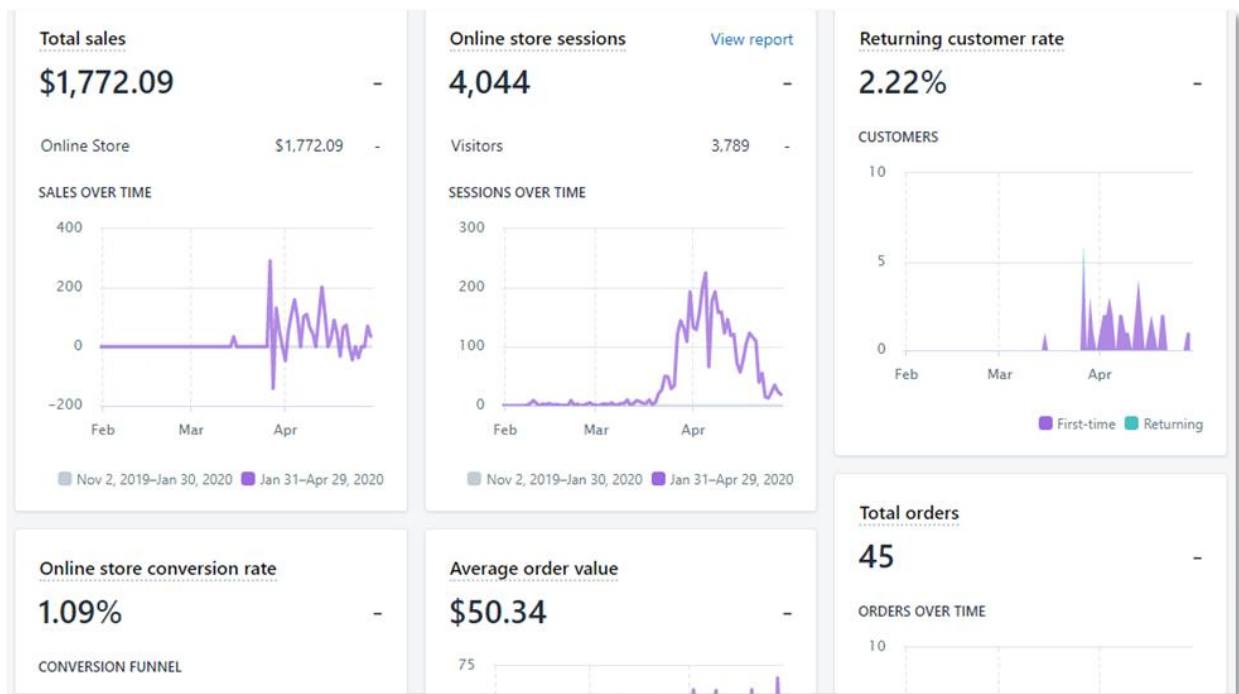 Total sales
$1,772.09 -
Online Store $1,772.09 -
SALES OVER TIME
400
200
0
-200
Feb Mar Apr
Nov 2, 2019–Jan 30, 2020 Jan 31–Apr 29, 2020
Online store sessions View report
4,044 -
Visitors 3,789 -
SESSIONS OVER TIME
300
200
100
0
Feb Mar Apr
Nov 2, 2019–Jan 30, 2020 Jan 31–Apr 29, 2020
Returning customer rate
2.22% -
CUSTOMERS
10
5
0
Feb Mar Apr
First-time Returning
Online store conversion rate
1.09% -
CONVERSION FUNNEL
Average order value
$50.34 -
75
Total orders
45 -
ORDERS OVER TIME
10